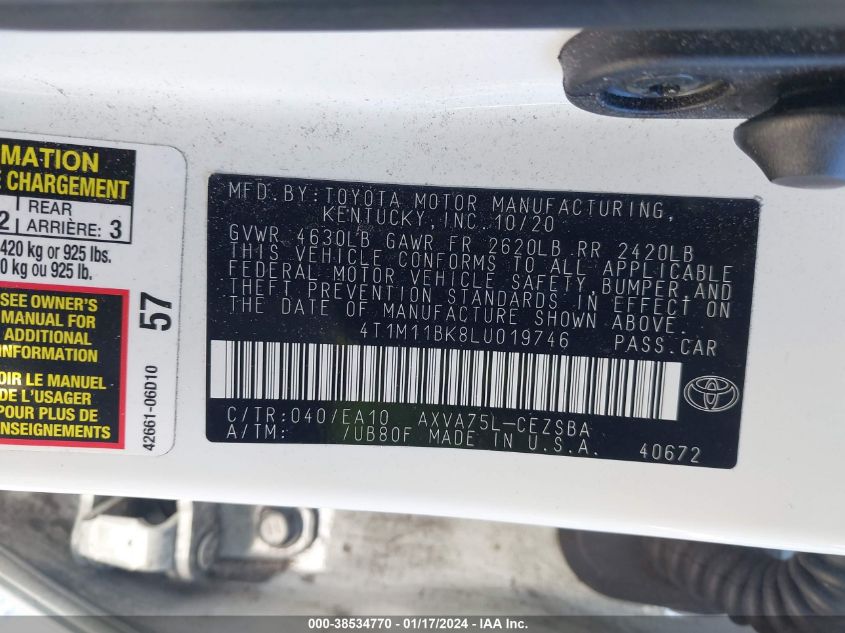 MATION
E CHARGEMENT
2 REAR ARRIÈRE: 3
420 kg or 925 lbs.
0 kg ou 925 lb.
SEE OWNER'S
MANUAL FOR
ADDITIONAL
INFORMATION
OIR LE MANUEL
DE L'USAGER
POUR PLUS DE
ENSEIGNEMENTS
57
42661-06D10
MFD.BY:TOYOTA MOTOR MANUFACTURING,
KENTUCKY, INC. 10/20
GVWR 4630LB GAWR FR 2620LB RR 2420LB
THIS VEHICLE CONFORMS TO ALL APPLICABLE
FEDERAL MOTOR VEHICLE SAFETY, BUMPER, AND
THEFT PREVENTION STANDARDS IN EFFECT ON
THE DATE OF MANUFACTURE SHOWN ABOVE.
4T1M11BK8LU019746 PASS.CAR
C/TR:040/EA10 AXVA75L-CEZSBA
A/TM: /UB80F MADE IN U.S.A. 40672
000-38534770 - 01/17/2024 - IAA Inc.